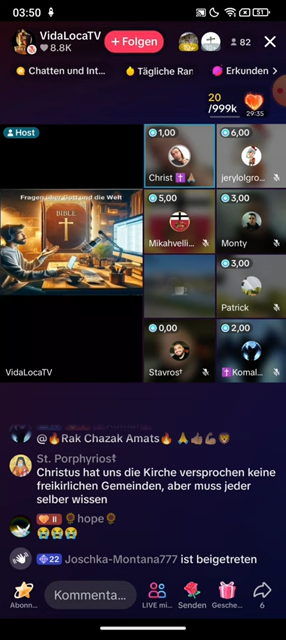 03:50
51
VidaLocaTV
8.8K
+ Folgen
82
Chatten und Int...
Tägliche Ran
Erkunden
20
/999k
29:35
Host
1,00
6,00
Christ
jerylolgro...
Fragen über Gott und die Welt
BIBLE
5,00
3,00
Mikahvelli...
Monty
3,00
Patrick
0,00
2,00
VidaLocaTV
Stavros†
Komal...
@🔥Rak Chazak Amats🔥🙏👍🏽💪🏽🦁
St. Porphyrios☦
Christus hat uns die Kirche versprochen keine
freikirlichen Gemeinden, aber muss jeder
selber wissen
II 🌻hope🌻
😭😭😭
22 Joschka-Montana777 ist beigetreten
Kommenta...
Abonn...
LIVE mi...
Senden
Gesche...
6